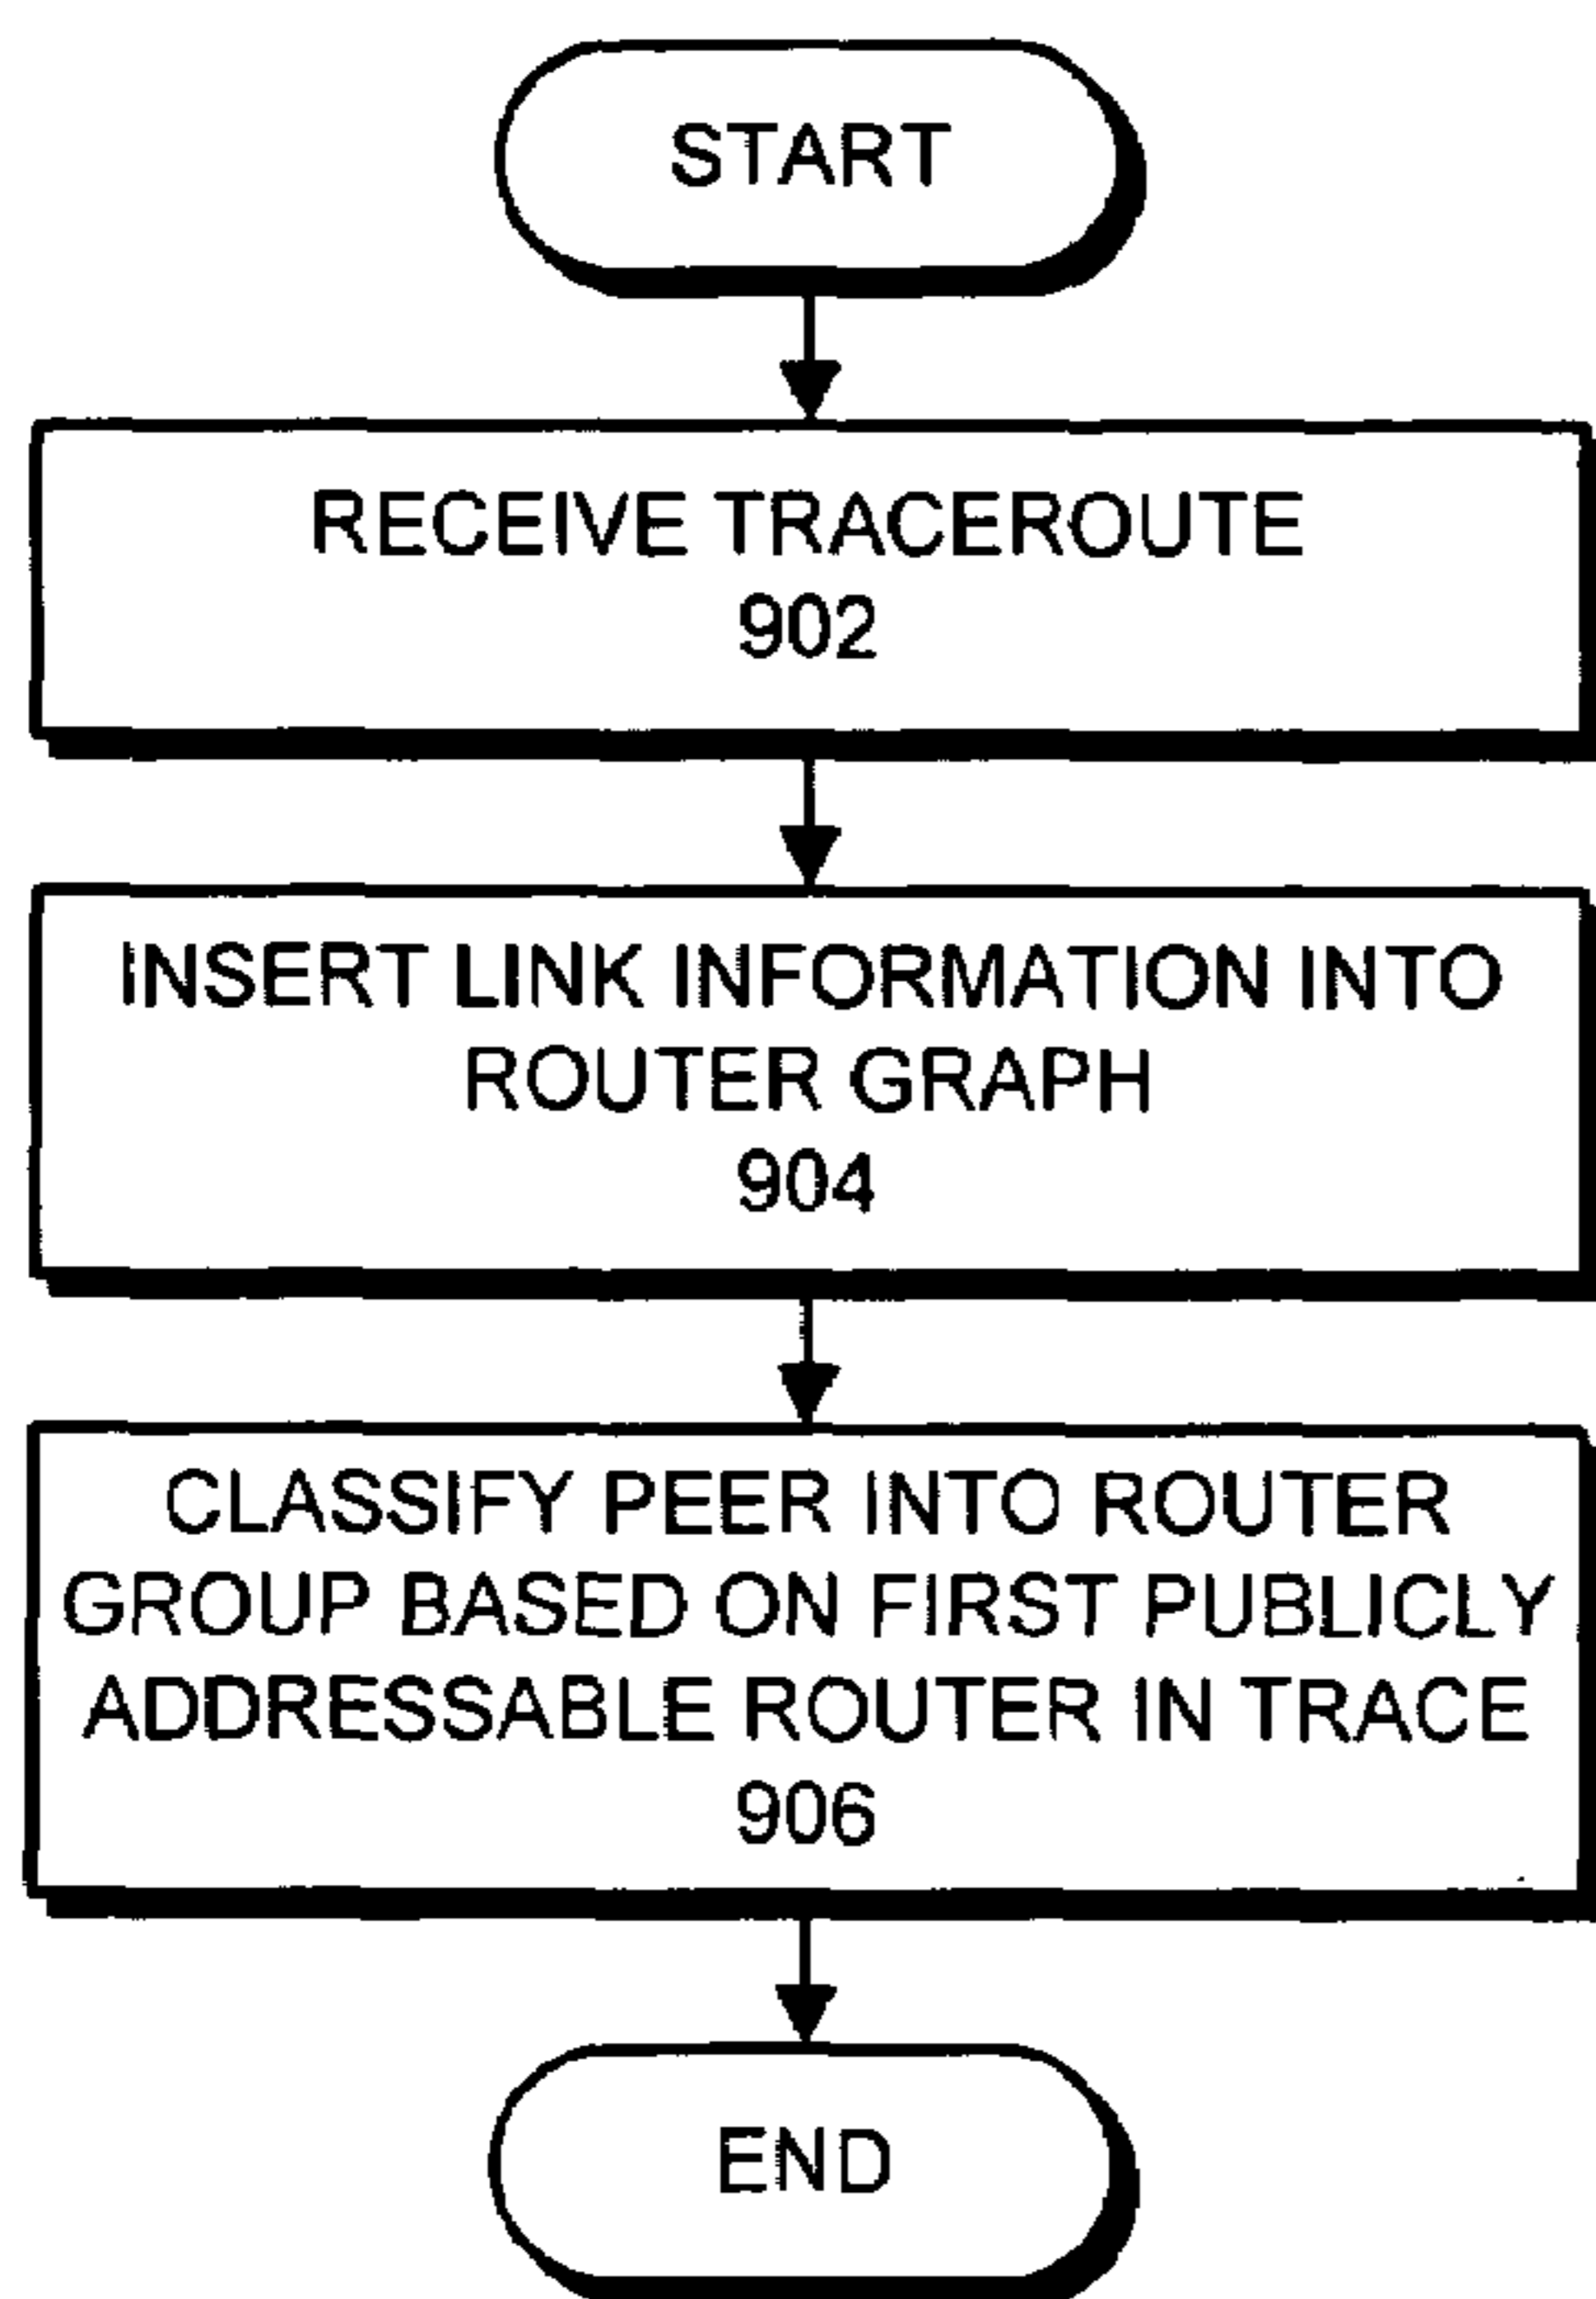 START
RECEIVE TRACEROUTE
902
INSERT LINK INFORMATION INTO
ROUTER GRAPH
904
CLASSIFY PEER INTO ROUTER
GROUP BASED ON FIRST PUBLICLY
ADDRESSABLE ROUTER IN TRACE
906
END